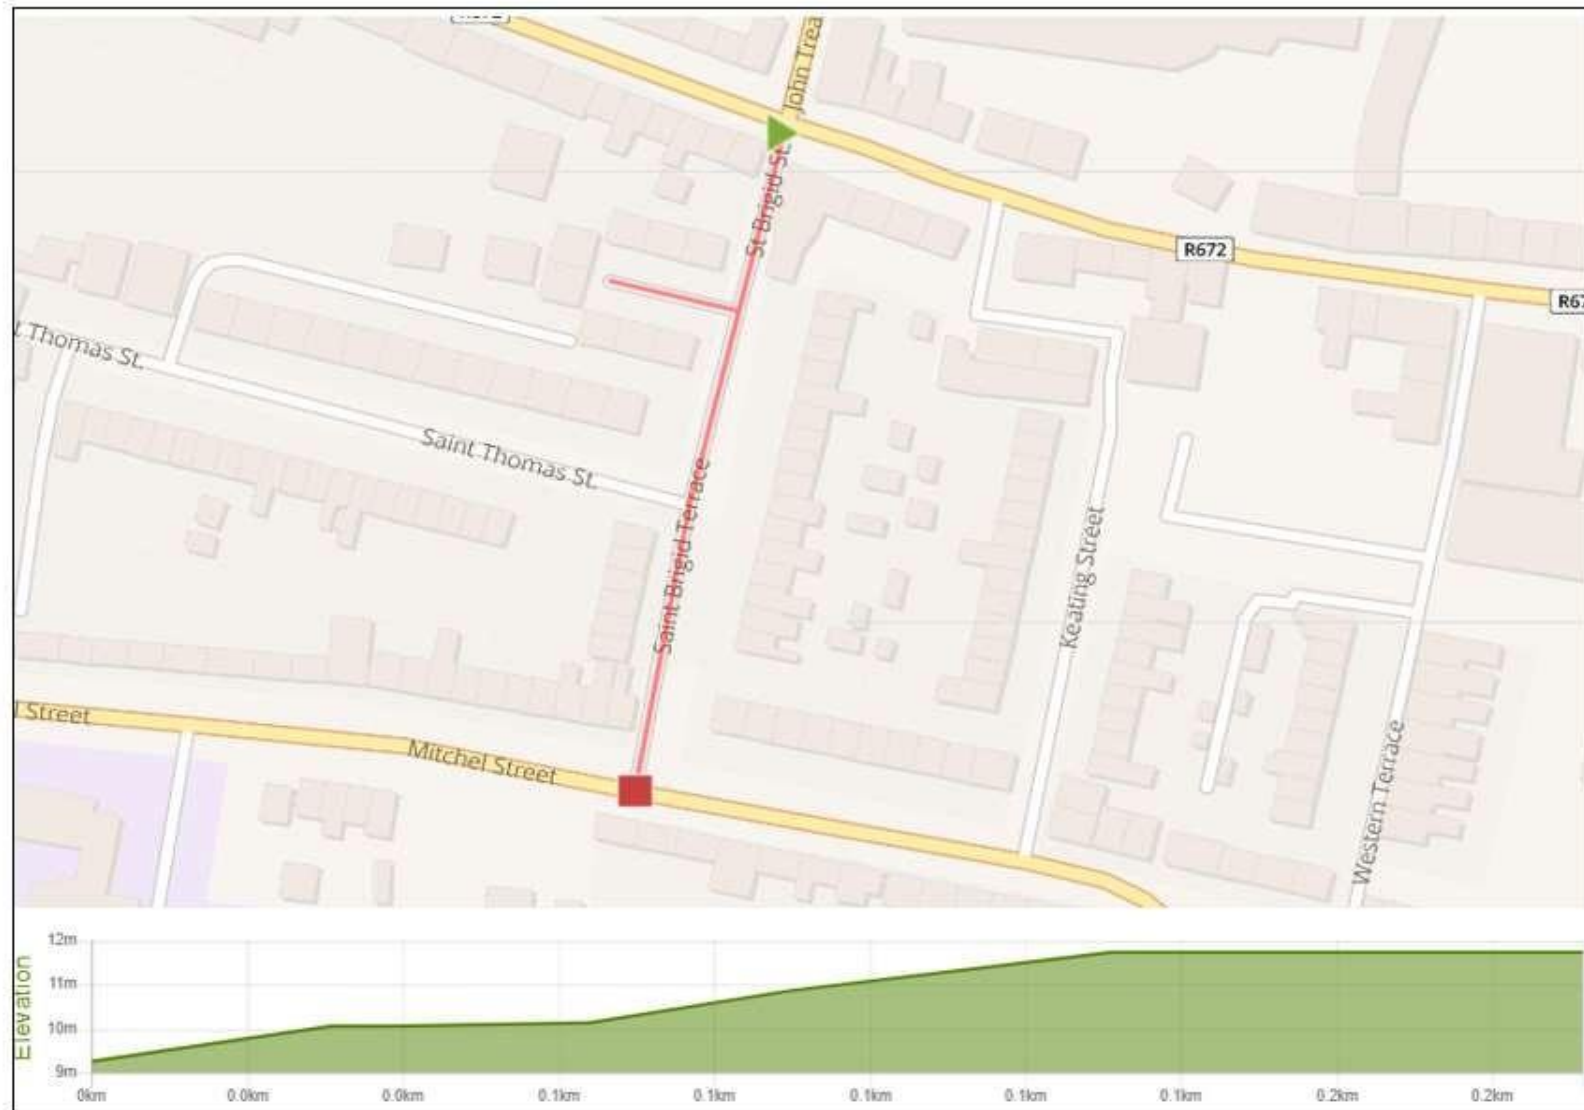 John Trea
St Brigid St.
R672
R67
t Thomas St.
Saint Thomas St.
Saint Brigid Terrace
Keating Street
l Street
Mitchel Street
Western Terrace
Elevation
12m
11m
10m
9m
0km
0.0km
0.0km
0.1km
0.1km
0.1km
0.1km
0.1km
0.2km
0.2km